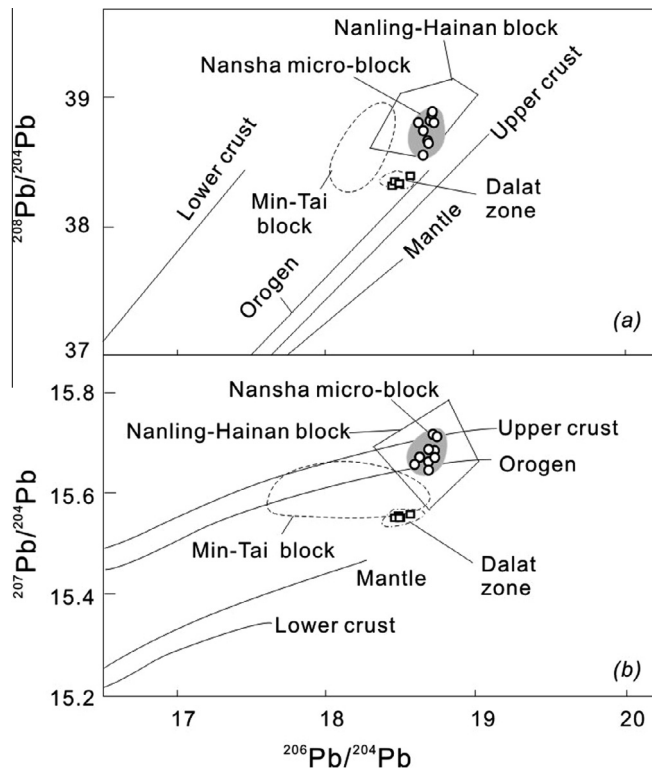 Nanling-Hainan block
Nansha micro-block
39
Upper crust
Lower crust
²⁰⁸Pb/²⁰⁴Pb
Min-Tai
block
Dalat
zone
38
Mantle
Orogen
(a)
37
15.8
Nansha micro-block
Nanling-Hainan block
Upper crust
Orogen
15.6
²⁰⁷Pb/²⁰⁴Pb
Min-Tai block
Dalat
zone
Mantle
15.4
Lower crust
(b)
15.2
17
18
19
20
²⁰⁶Pb/²⁰⁴Pb